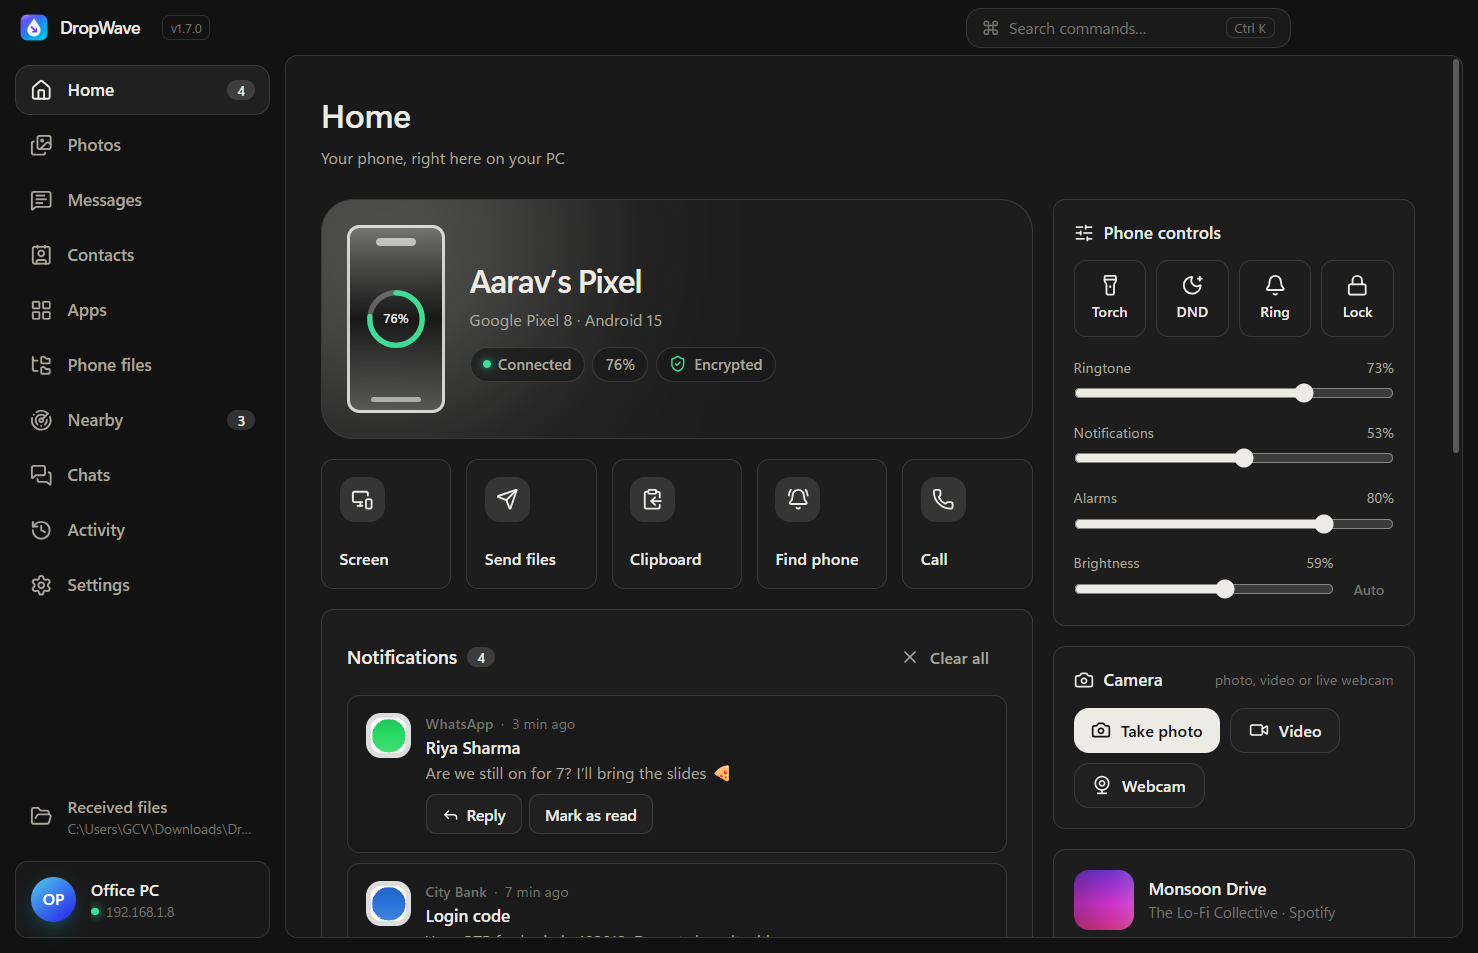 DropWave v1.7.0
Search commands... Ctrl K
Home 4
Photos
Messages
Contacts
Apps
Phone files
Nearby 3
Chats
Activity
Settings
Received files
C:\Users\GCV\Downloads\Dr...
OP
Office PC
192.168.1.8
Home
Your phone, right here on your PC
76%
Aarav’s Pixel
Google Pixel 8 · Android 15
Connected 76% Encrypted
Screen
Send files
Clipboard
Find phone
Call
Notifications 4
Clear all
WhatsApp · 3 min ago
Riya Sharma
Are we still on for 7? I’ll bring the slides 🍕
Reply Mark as read
City Bank · 7 min ago
Login code
Phone controls
Torch DND Ring Lock
Ringtone 73%
Notifications 53%
Alarms 80%
Brightness 59%
Auto
Camera photo, video or live webcam
Take photo Video
Webcam
Monsoon Drive
The Lo-Fi Collective · Spotify